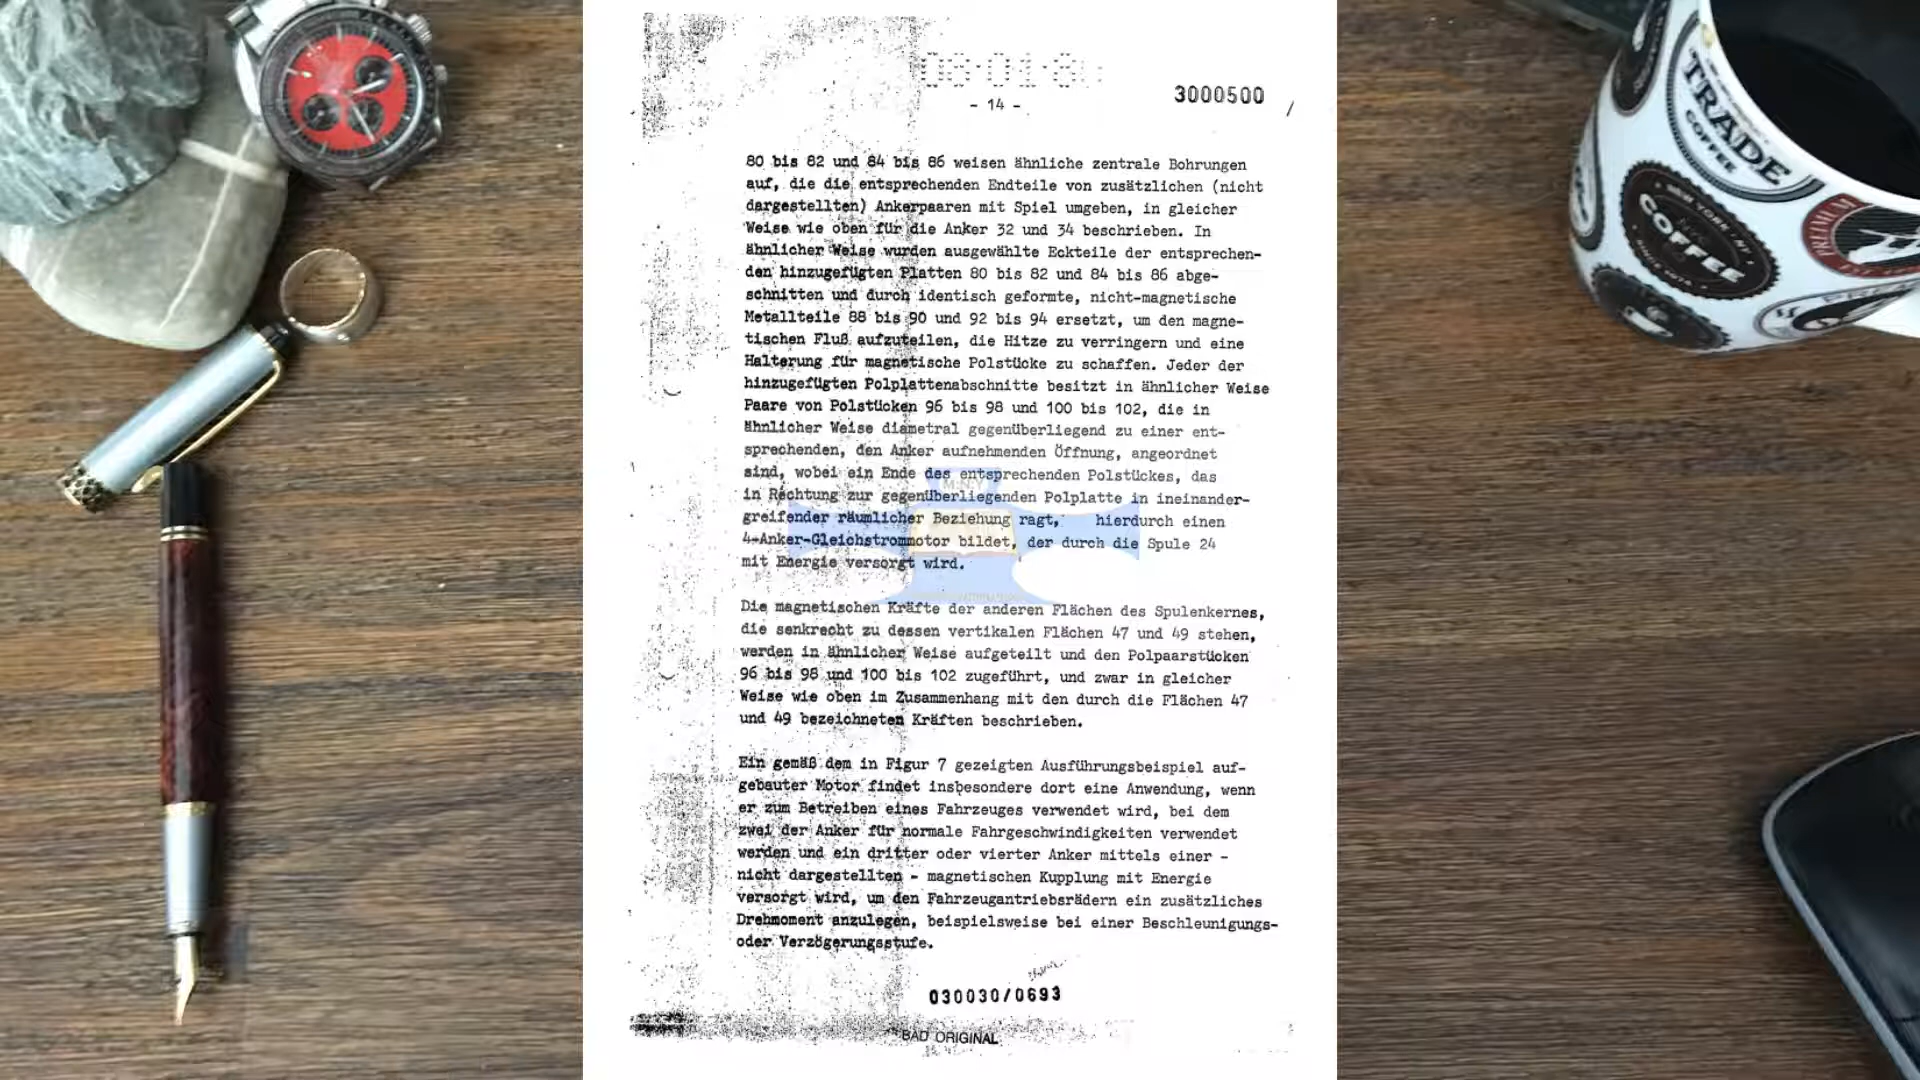 08·01·8
- 14 -
3000500
80 bis 82 und 84 bis 86 weisen ähnliche zentrale Bohrungen
auf, die die entsprechenden Endteile von zusätzlichen (nicht
dargestellten) Ankerpaaren mit Spiel umgeben, in gleicher
Weise wie oben für die Anker 32 und 34 beschrieben. In
ähnlicher Weise wurden ausgewählte Eckteile der entsprechen-
den hinzugefügten Platten 80 bis 82 und 84 bis 86 abge-
schnitten und durch identisch geformte, nicht-magnetische
Metallteile 88 bis 90 und 92 bis 94 ersetzt, um den magne-
tischen Fluß aufzuteilen, die Hitze zu verringern und eine
Halterung für magnetische Polstücke zu schaffen. Jeder der
hinzugefügten Polplattenabschnitte besitzt in ähnlicher Weise
Paare von Polstücken 96 bis 98 und 100 bis 102, die in
ähnlicher Weise diametral gegenüberliegend zu einer ent-
sprechenden, den Anker aufnehmenden Öffnung, angeordnet
sind, wobei ein Ende des entsprechenden Polstückes, das
in Rechtung zur gegenüberliegenden Polplatte in ineinander-
greifender räumlicher Beziehung ragt, hierdurch einen
4-Anker-Gleichstrommotor bildet, der durch die Spule 24
mit Energie versorgt wird.
Die magnetischen Kräfte der anderen Flächen des Spulenkernes,
die senkrecht zu dessen vertikalen Flächen 47 und 49 stehen,
werden in ähnlicher Weise aufgeteilt und den Polpaarstücken
96 bis 98 und 100 bis 102 zugeführt, und zwar in gleicher
Weise wie oben im Zusammenhang mit den durch die Flächen 47
und 49 bezeichneten Kräften beschrieben.
Ein gemäß dem in Figur 7 gezeigten Ausführungsbeispiel auf-
gebauter Motor findet insbesondere dort eine Anwendung, wenn
er zum Betreiben eines Fahrzeuges verwendet wird, bei dem
zwei der Anker für normale Fahrgeschwindigkeiten verwendet
werden und ein dritter oder vierter Anker mittels einer -
nicht dargestellten - magnetischen Kupplung mit Energie
versorgt wird, um den Fahrzeugantriebsrädern ein zusätzliches
Drehmoment anzulegen, beispielsweise bei einer Beschleunigungs-
oder Verzögerungsstufe.
030030/0693
BAD ORIGINAL
M:N:Y
TRADE
COFFEE
NEW YORK
COFFEE
PREMIUM